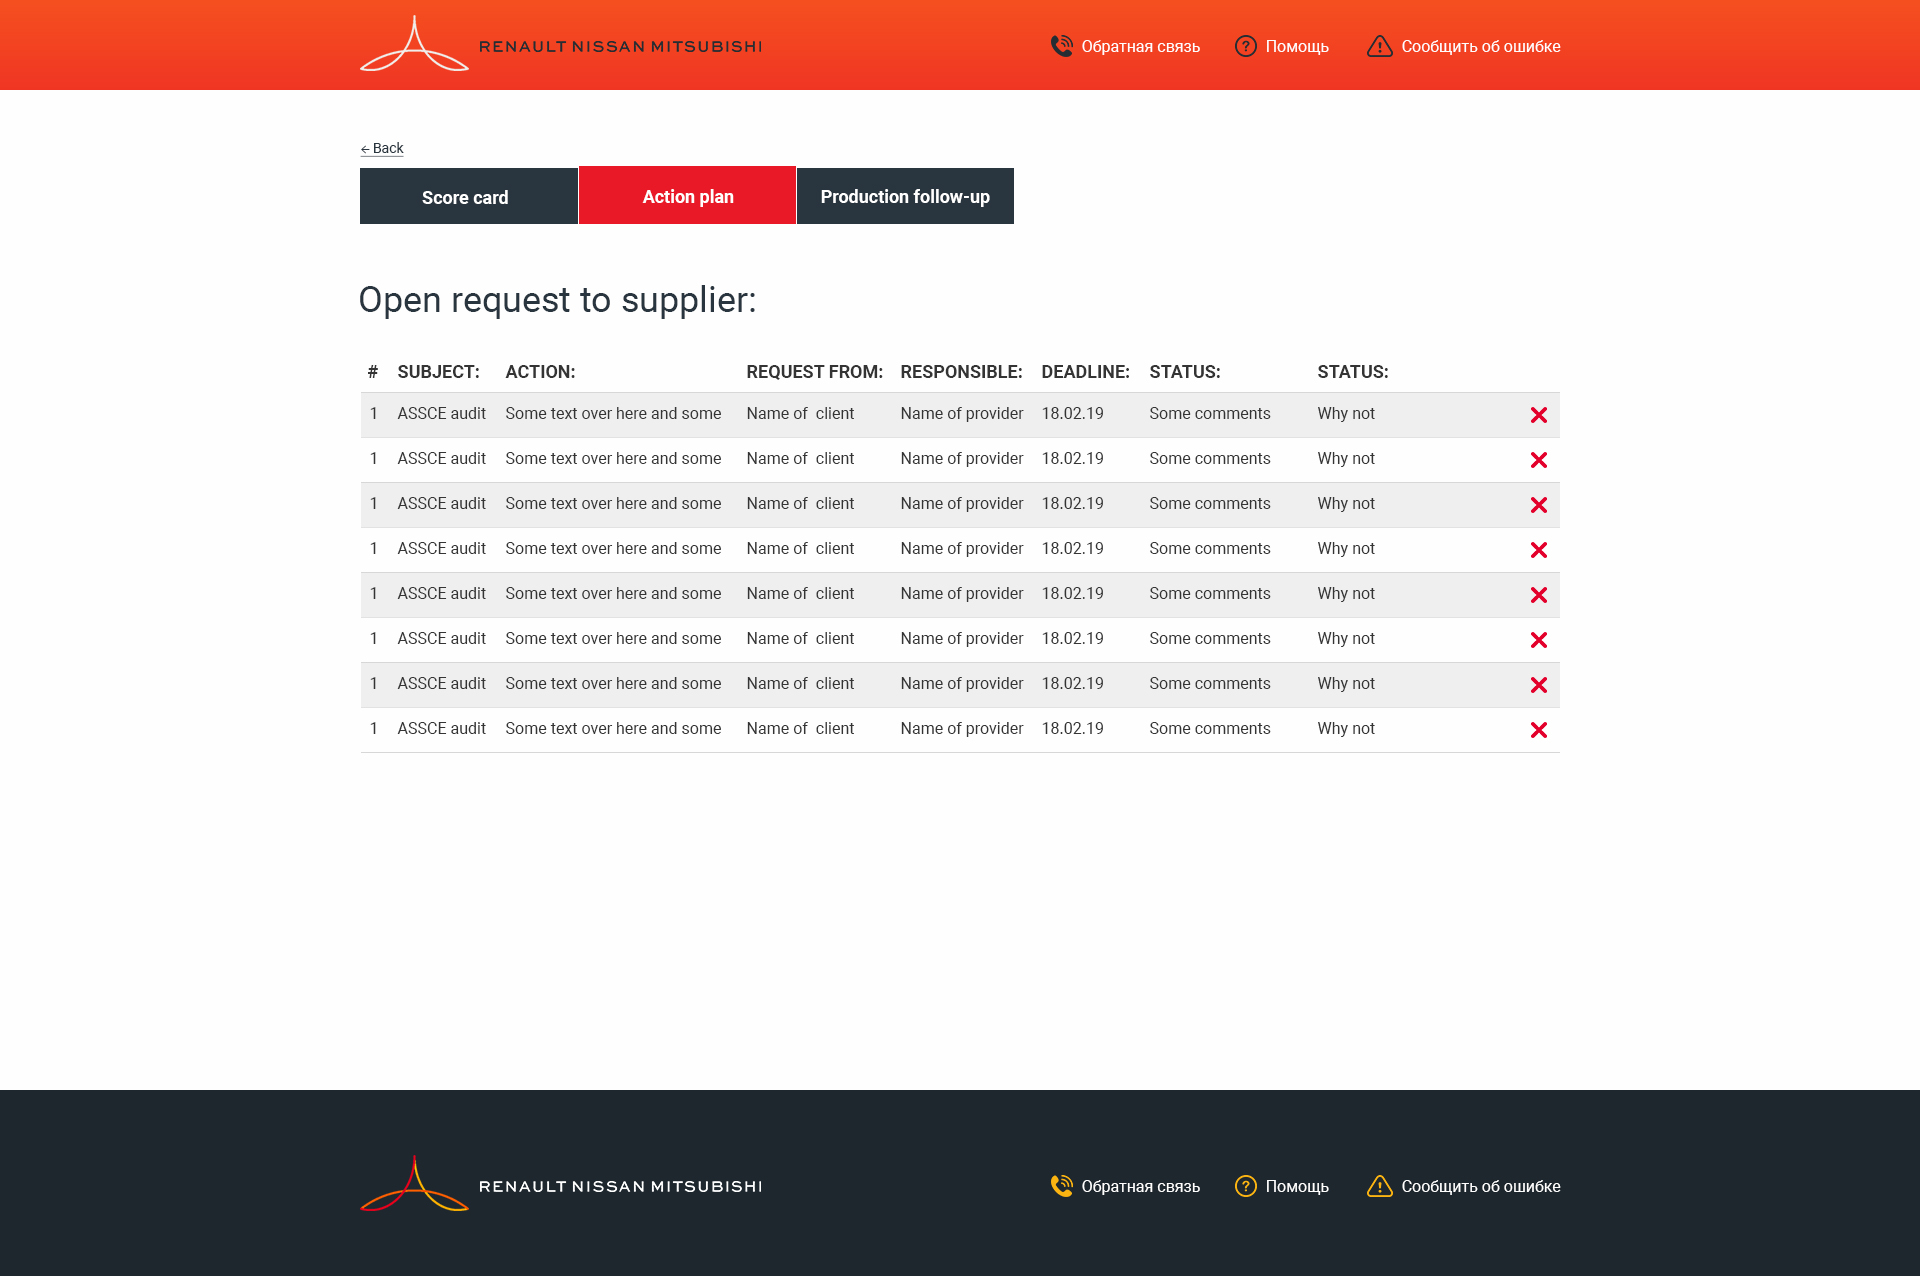 RENAULT NISSAN MITSUBISHI Обратная связь Помощь Сообщить об ошибке
← Back
Score card Action plan Production follow-up
Open request to supplier:
# SUBJECT: ACTION: REQUEST FROM: RESPONSIBLE: DEADLINE: STATUS: STATUS:
1 ASSCE audit Some text over here and some Name of client Name of provider 18.02.19 Some comments Why not
1 ASSCE audit Some text over here and some Name of client Name of provider 18.02.19 Some comments Why not
1 ASSCE audit Some text over here and some Name of client Name of provider 18.02.19 Some comments Why not
1 ASSCE audit Some text over here and some Name of client Name of provider 18.02.19 Some comments Why not
1 ASSCE audit Some text over here and some Name of client Name of provider 18.02.19 Some comments Why not
1 ASSCE audit Some text over here and some Name of client Name of provider 18.02.19 Some comments Why not
1 ASSCE audit Some text over here and some Name of client Name of provider 18.02.19 Some comments Why not
1 ASSCE audit Some text over here and some Name of client Name of provider 18.02.19 Some comments Why not
RENAULT NISSAN MITSUBISHI Обратная связь Помощь Сообщить об ошибке